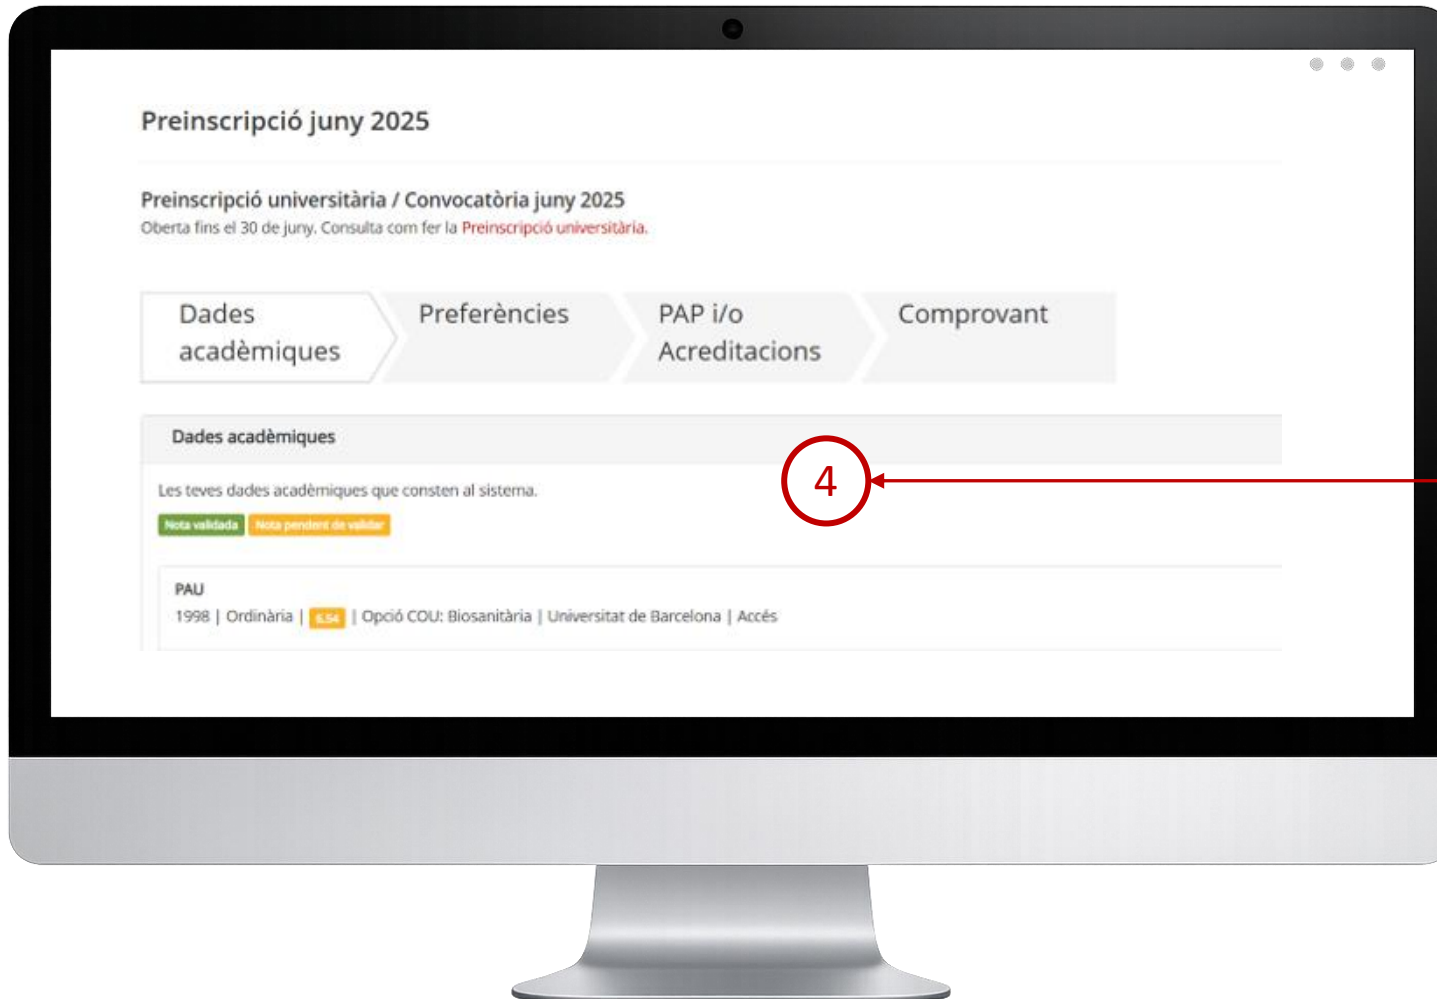 Preinscripció juny 2025
Preinscripció universitària / Convocatòria juny 2025
Oberta fins el 30 de juny. Consulta com fer la Preinscripció universitària.
Dades
acadèmiques
Preferències
PAP i/o
Acreditacions
Comprovant
Dades acadèmiques
4
Les teves dades acadèmiques que consten al sistema.
Nota validada Nota pendent de validar
PAU
1998 | Ordinària | 6.54 | Opció COU: Biosanitària | Universitat de Barcelona | Accés